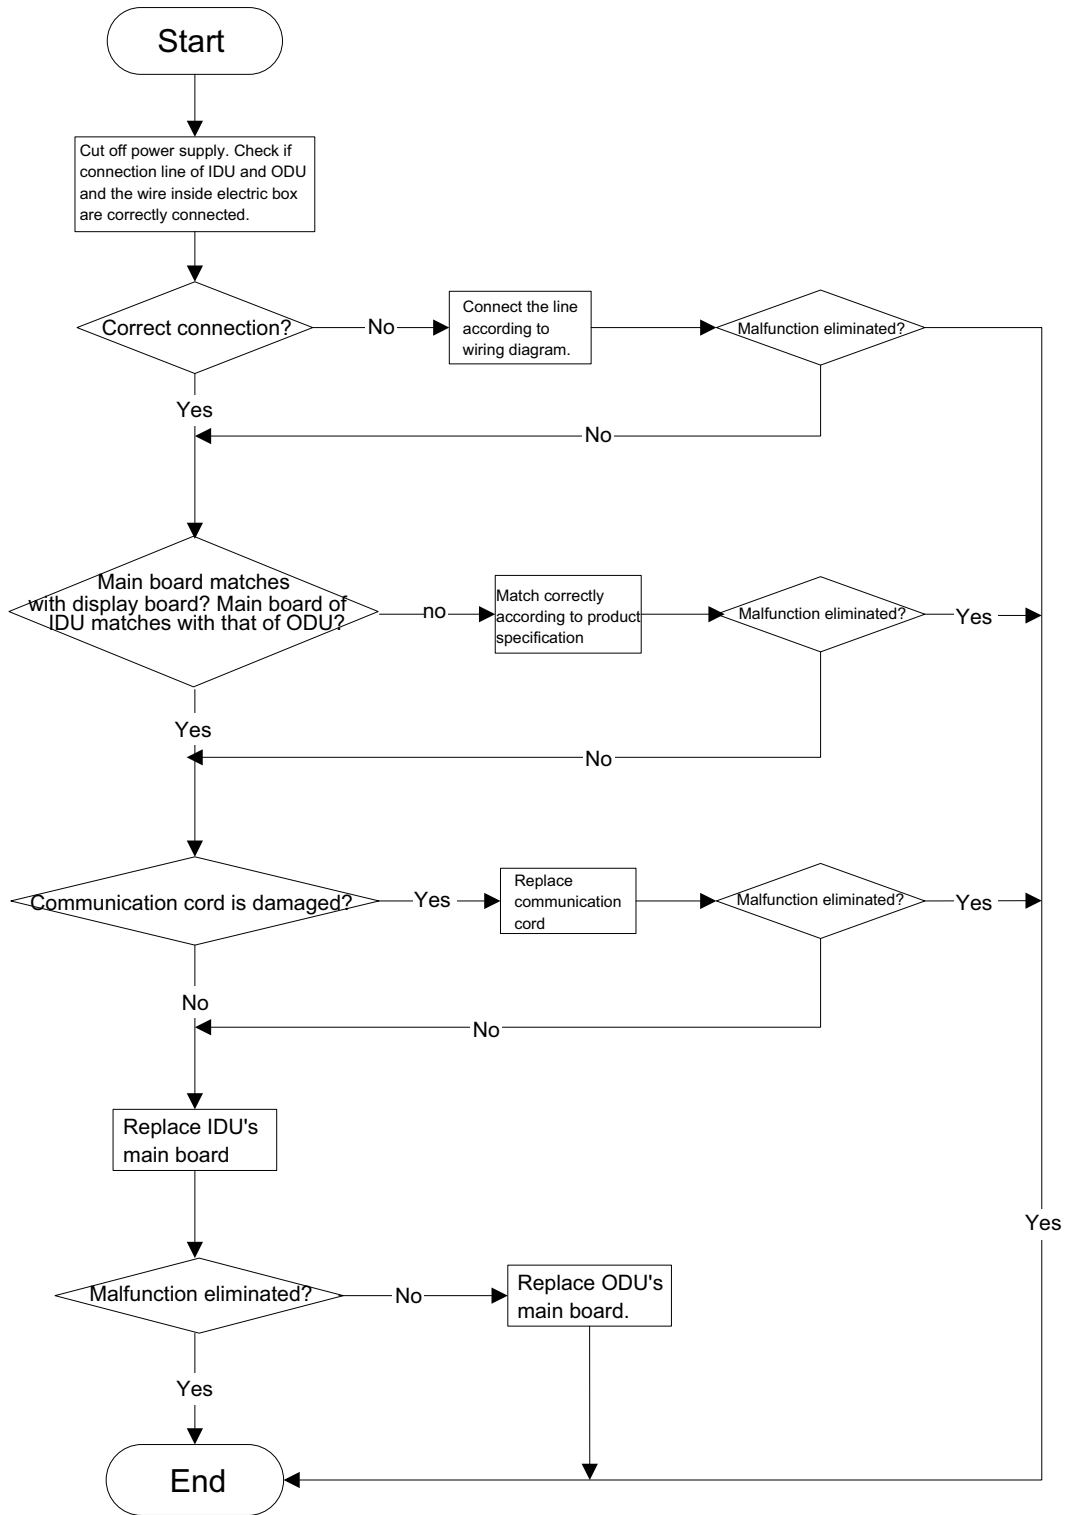 Start
Cut off power supply. Check if
connection line of IDU and ODU
and the wire inside electric box
are correctly connected.
Correct connection?
No
Connect the line
according to
wiring diagram.
Malfunction eliminated?
Yes
No
Main board matches
with display board? Main board of
IDU matches with that of ODU?
no
Match correctly
according to product
specification
Malfunction eliminated?
Yes
Yes
No
Communication cord is damaged?
Yes
Replace
communication
cord
Malfunction eliminated?
Yes
No
No
Replace IDU's
main board
Yes
Malfunction eliminated?
No
Replace ODU's
main board.
Yes
End